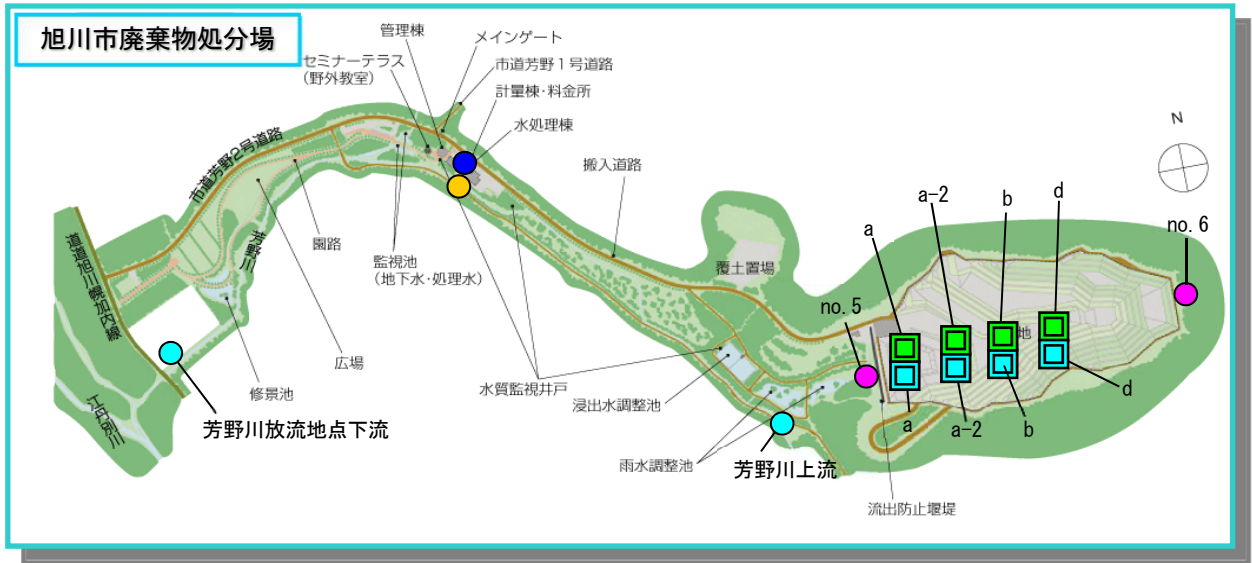 旭川市廃棄物処分場
管理棟
メインゲート
セミナーテラス
(野外教室)
市道芳野1号道路
計量棟・料金所
水処理棟
搬入道路
N
市道芳野2号道路
a
a-2
b
d
no.6
道道旭川幌加内線
芳野川
園路
監視池
(地下水・処理水)
覆土置場
no.5
地
広場
修景池
水質監視井戸
浸出水調整池
a
a-2
b
d
江丹別川
芳野川放流地点下流
雨水調整池
芳野川上流
流出防止堰堤